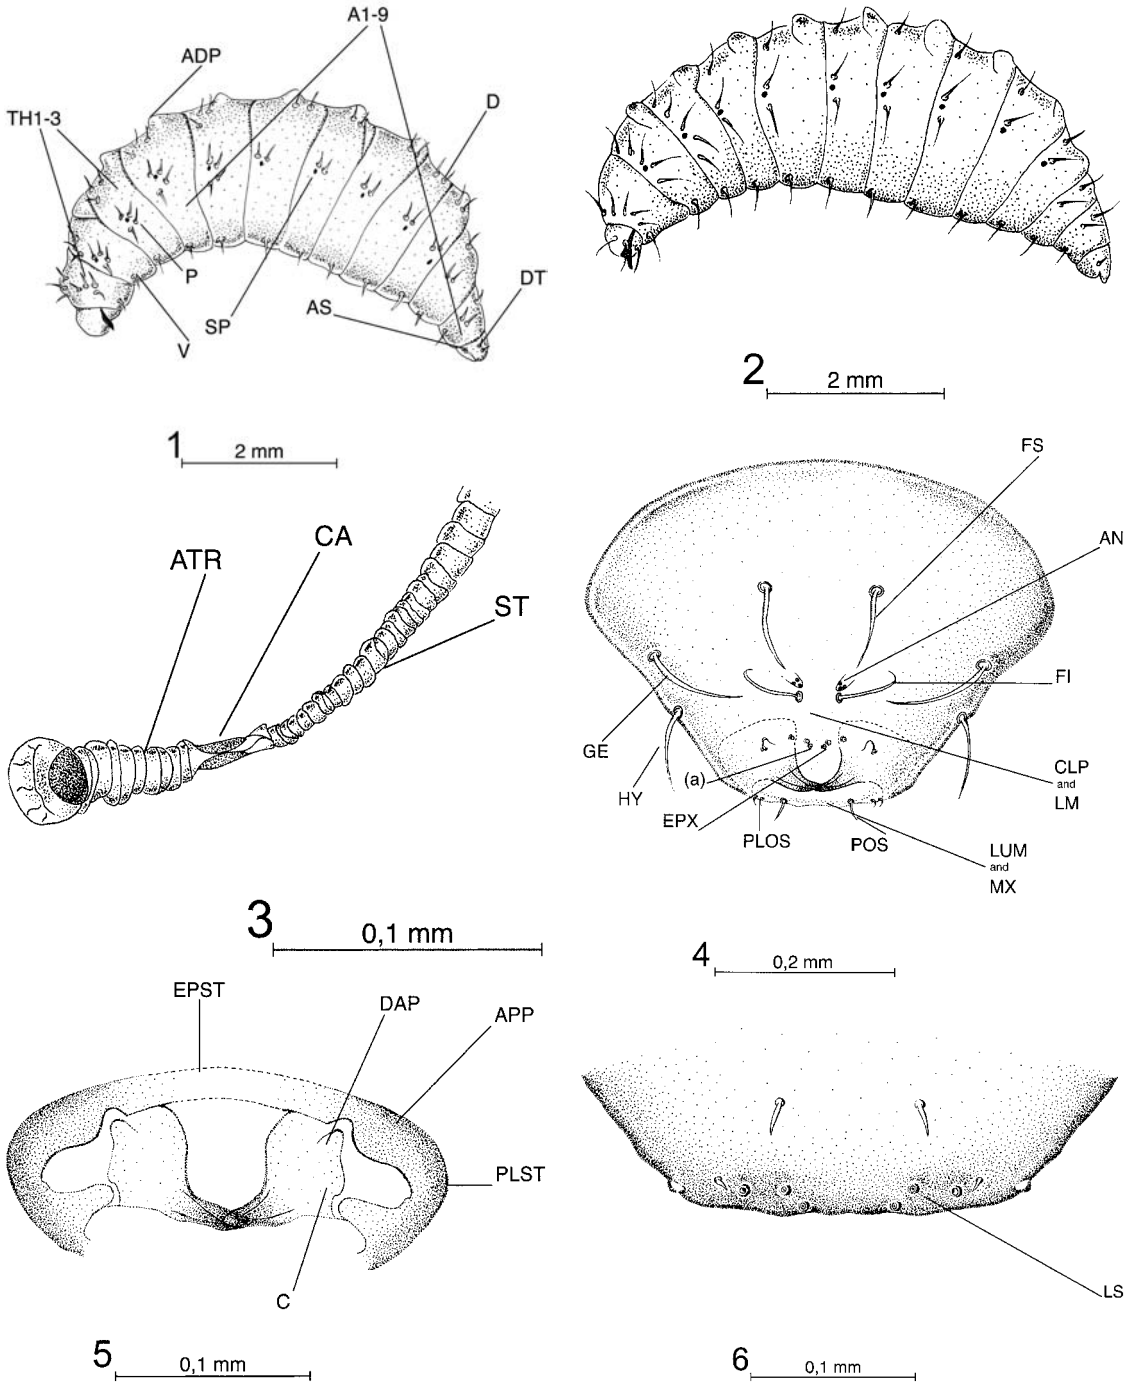 A1-9
ADP
D
TH1-3
P
DT
SP
AS
V
1
2 mm
2
2 mm
ATR
CA
ST
3
0,1 mm
FS
AN
FI
GE
(a)
HY
EPX
PLOS
POS
CLP
and
LM
LUM
and
MX
4
0,2 mm
EPST
DAP
APP
PLST
C
5
0,1 mm
LS
6
0,1 mm